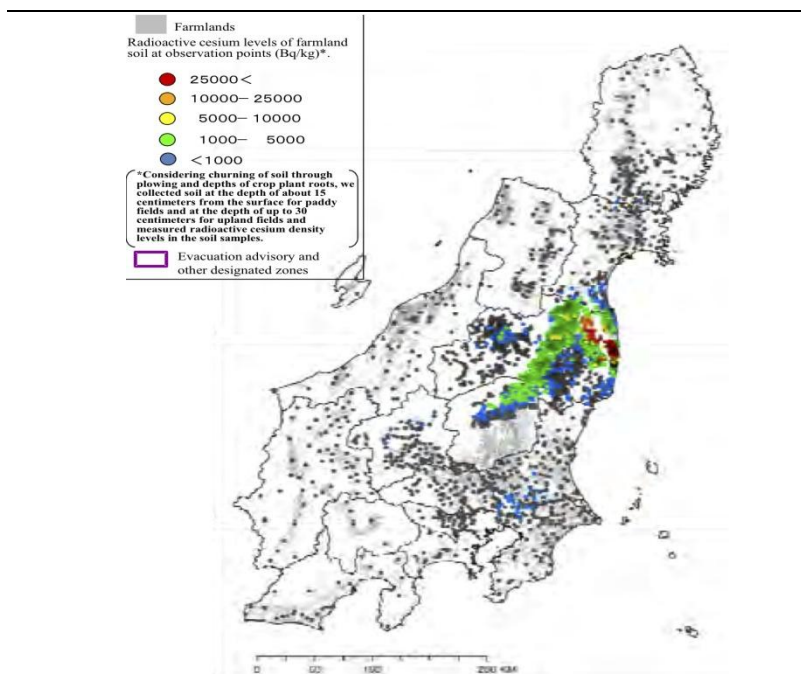 Farmlands
Radioactive cesium levels of farmland
soil at observation points (Bq/kg)*.
25000<
10000- 25000
5000- 10000
1000- 5000
<1000
*Considering churning of soil through
plowing and depths of crop plant roots, we
collected soil at the depth of about 15
centimeters from the surface for paddy
fields and at the depth of up to 30
centimeters for upland fields and
measured radioactive cesium density
levels in the soil samples.
Evacuation advisory and
other designated zones
0